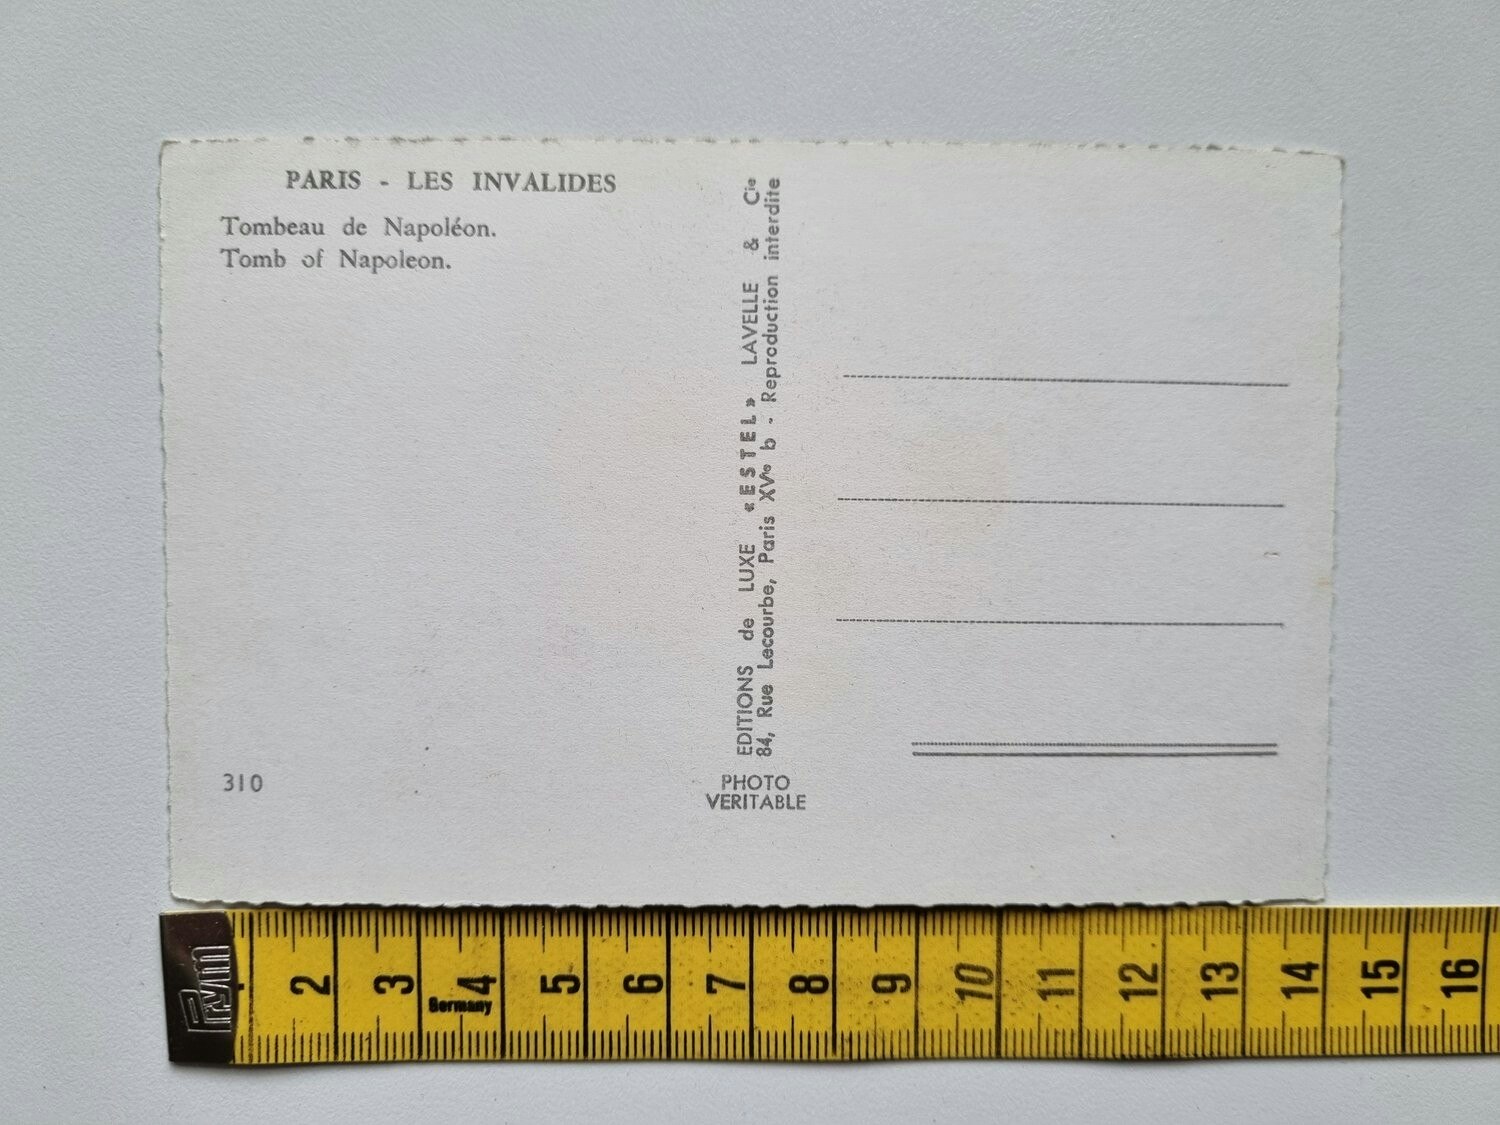 PARIS - LES INVALIDES
Tombeau de Napoléon.
Tomb of Napoleon.
EDITIONS de LUXE «ESTEL» LAVELLE & Cie
84, Rue Lecourbe, Paris XVe b - Reproduction interdite
310
PHOTO
VERITABLE
Prym
2 3 4 5 6 7 8 9 10 11 12 13 14 15 16
Germany